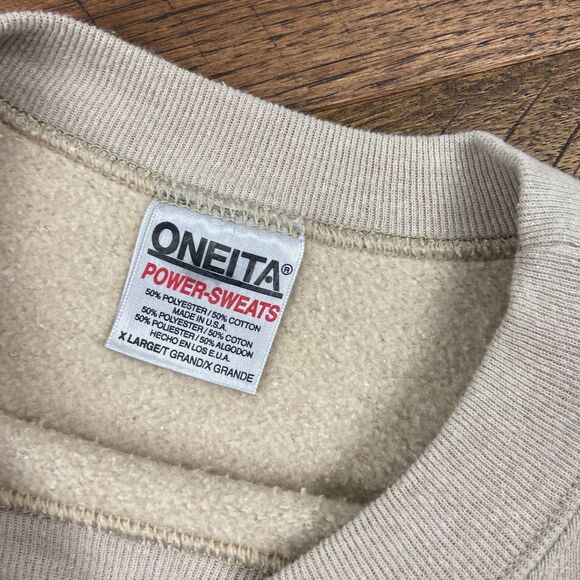 ONEITA®
POWER-SWEATS
50% POLYESTER / 50% COTTON
MADE IN U.S.A.
50% POLYESTER / 50% COTON
50% POLIESTER / 50% ALGODON
HECHO EN LOS E.U.A.
X LARGE/T GRAND/X GRANDE